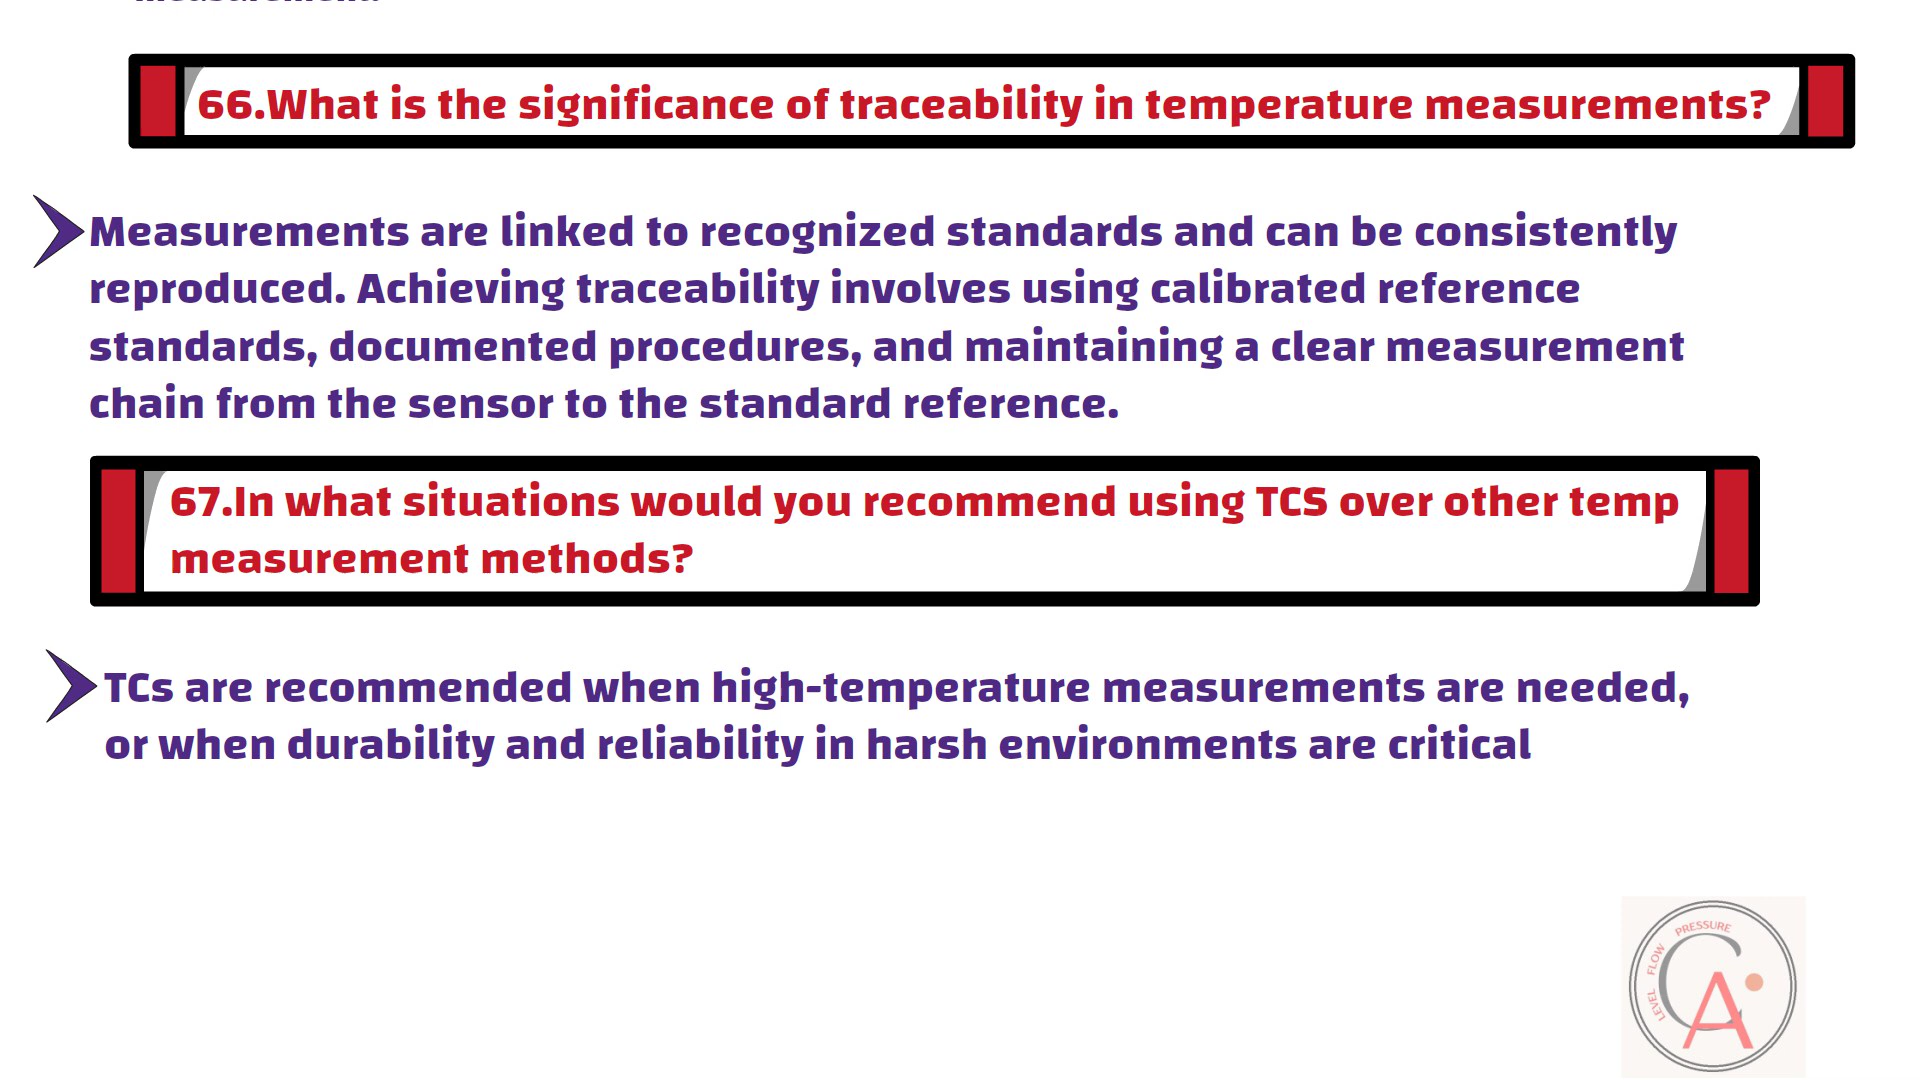 66.What is the significance of traceability in temperature measurements?
Measurements are linked to recognized standards and can be consistently
reproduced. Achieving traceability involves using calibrated reference
standards, documented procedures, and maintaining a clear measurement
chain from the sensor to the standard reference.
67.In what situations would you recommend using TCS over other temp
measurement methods?
TCs are recommended when high-temperature measurements are needed,
or when durability and reliability in harsh environments are critical
LEVEL FLOW PRESSURE
CA